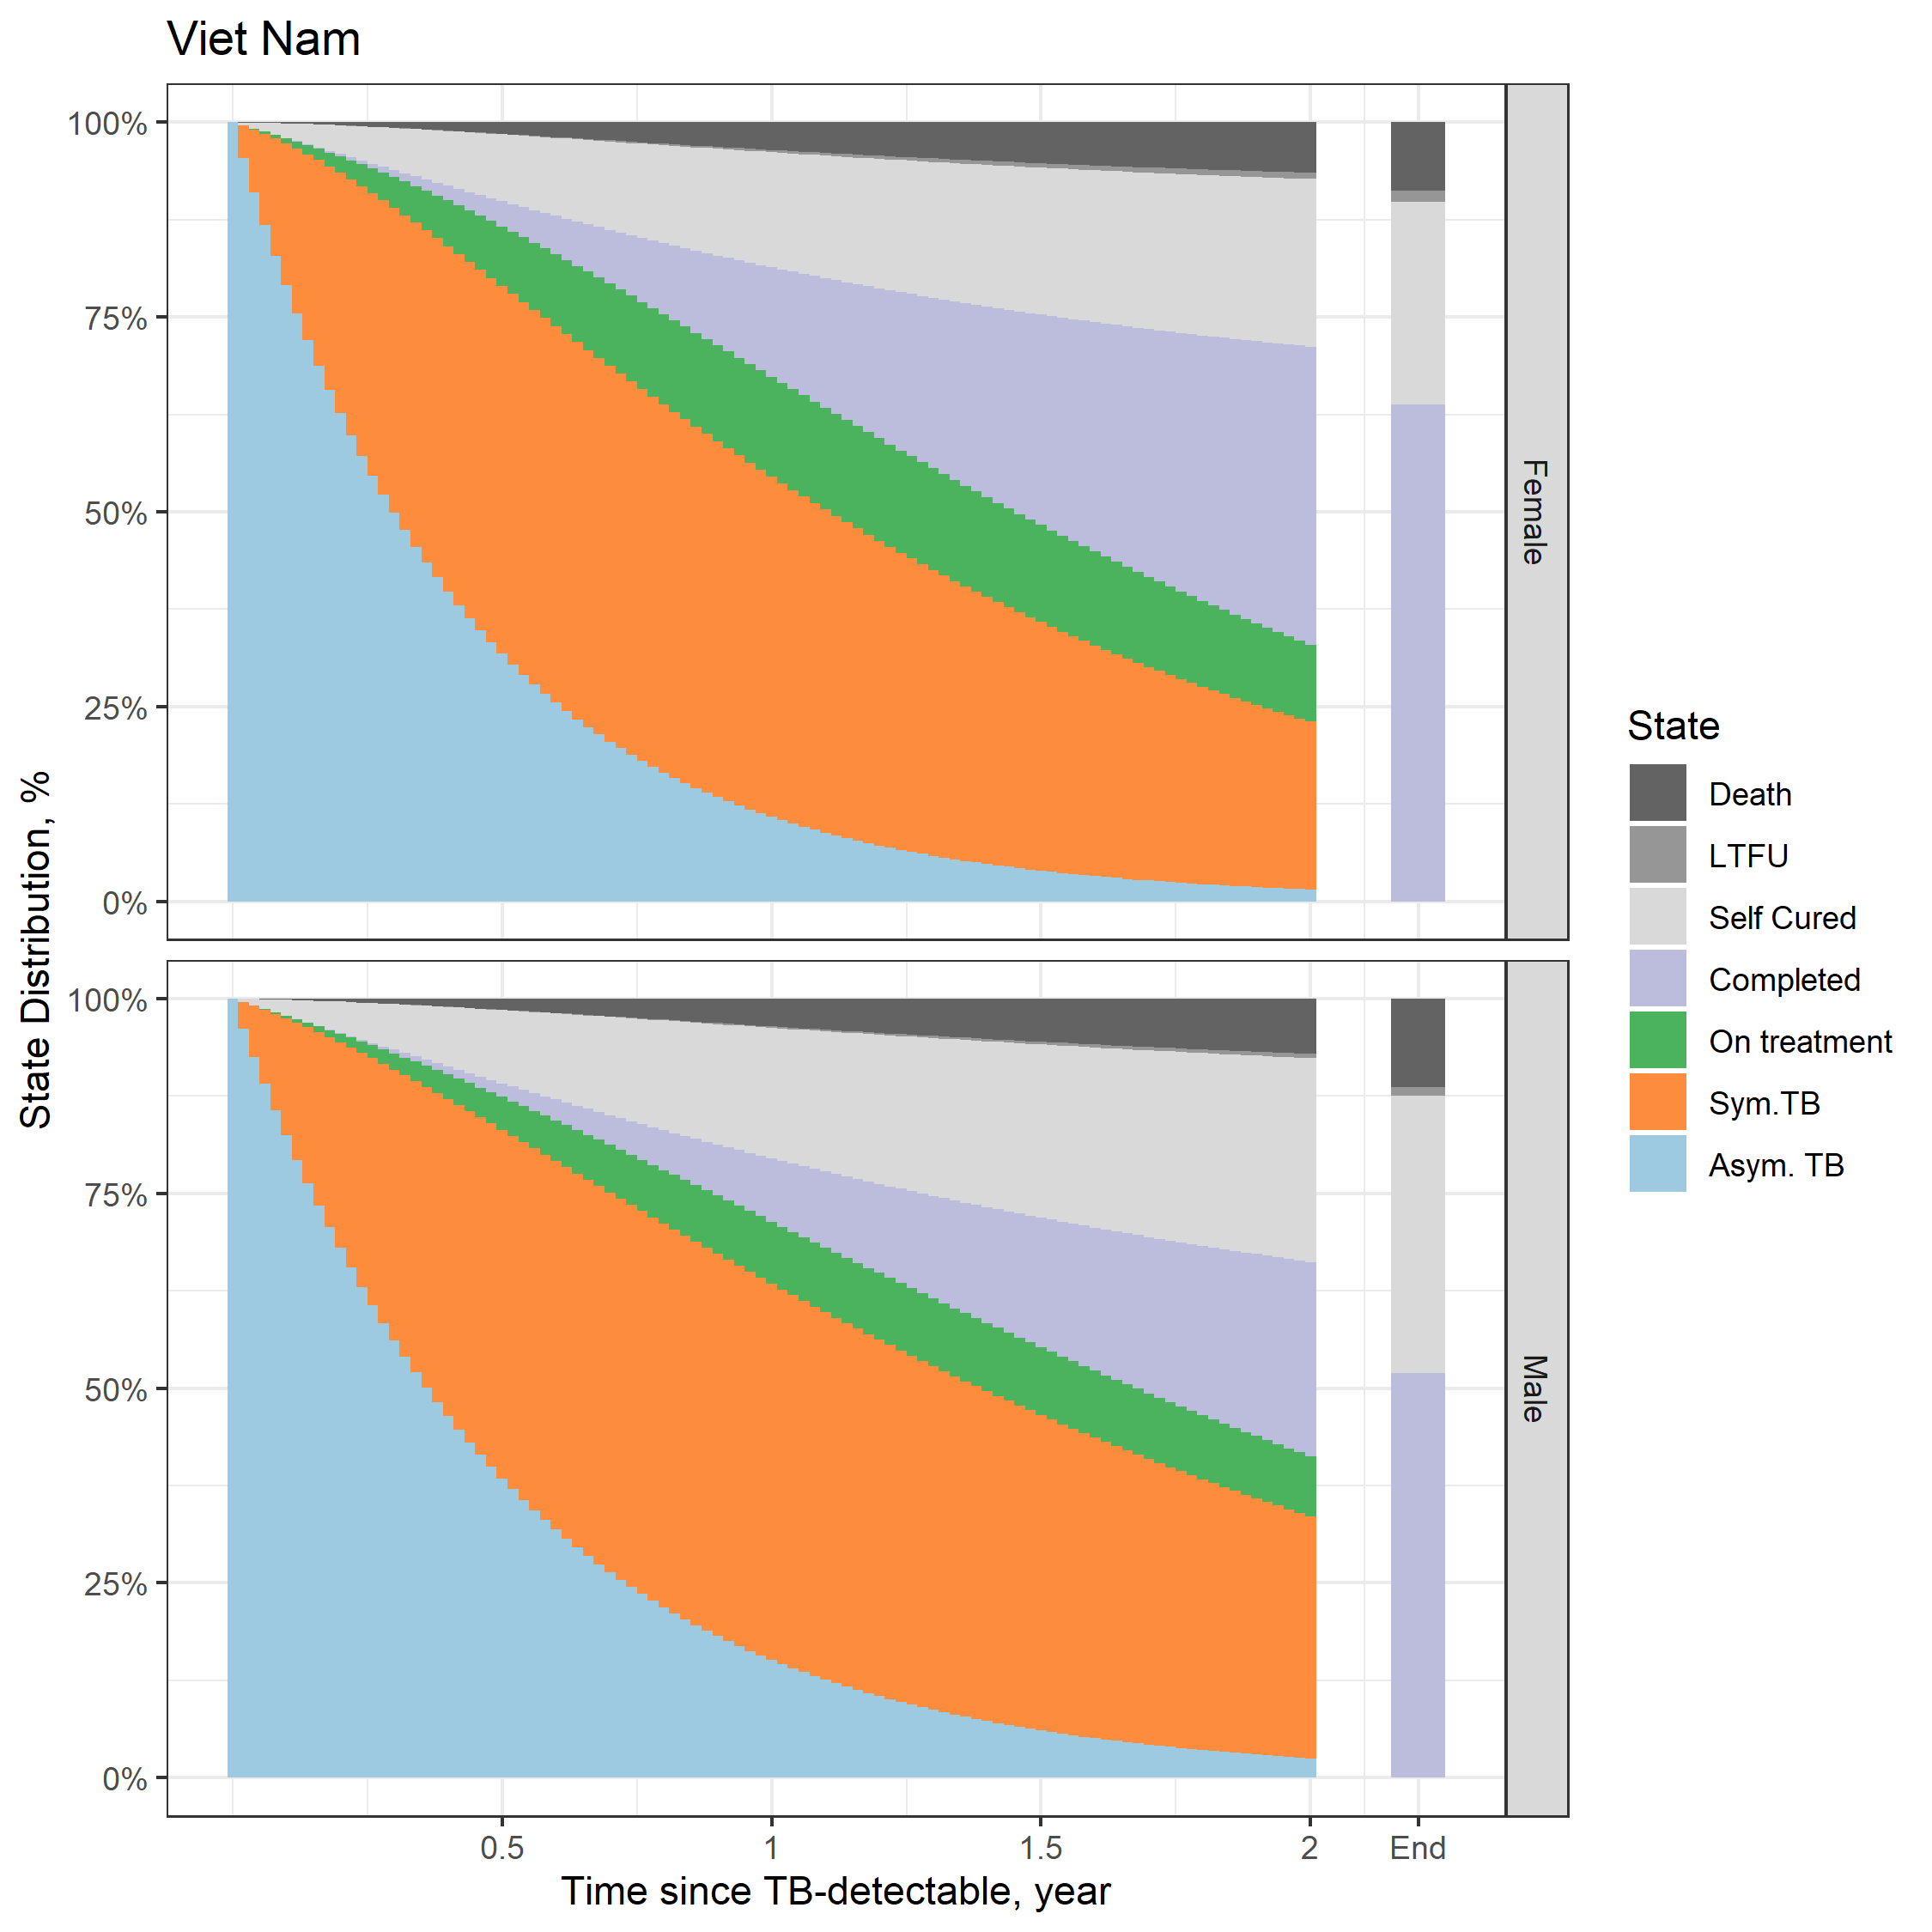 Viet Nam
State Distribution, %
100%
75%
50%
25%
0%
Female
100%
75%
50%
25%
0%
Male
0.5
1
1.5
2
End
Time since TB-detectable, year
State
Death
LTFU
Self Cured
Completed
On treatment
Sym.TB
Asym. TB